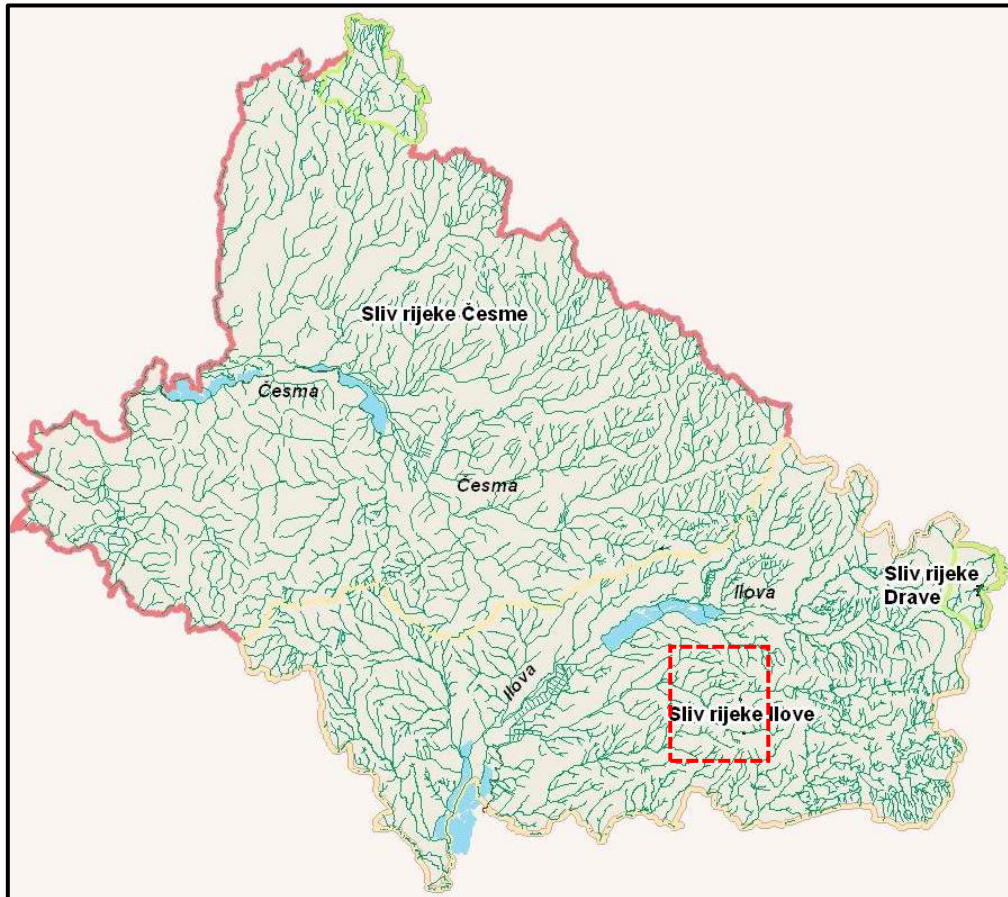 Sliv rijeke Česme
Česma
Česma
Sliv rijeke
Drave
Ilova
Ilova
Sliv rijeke Ilove